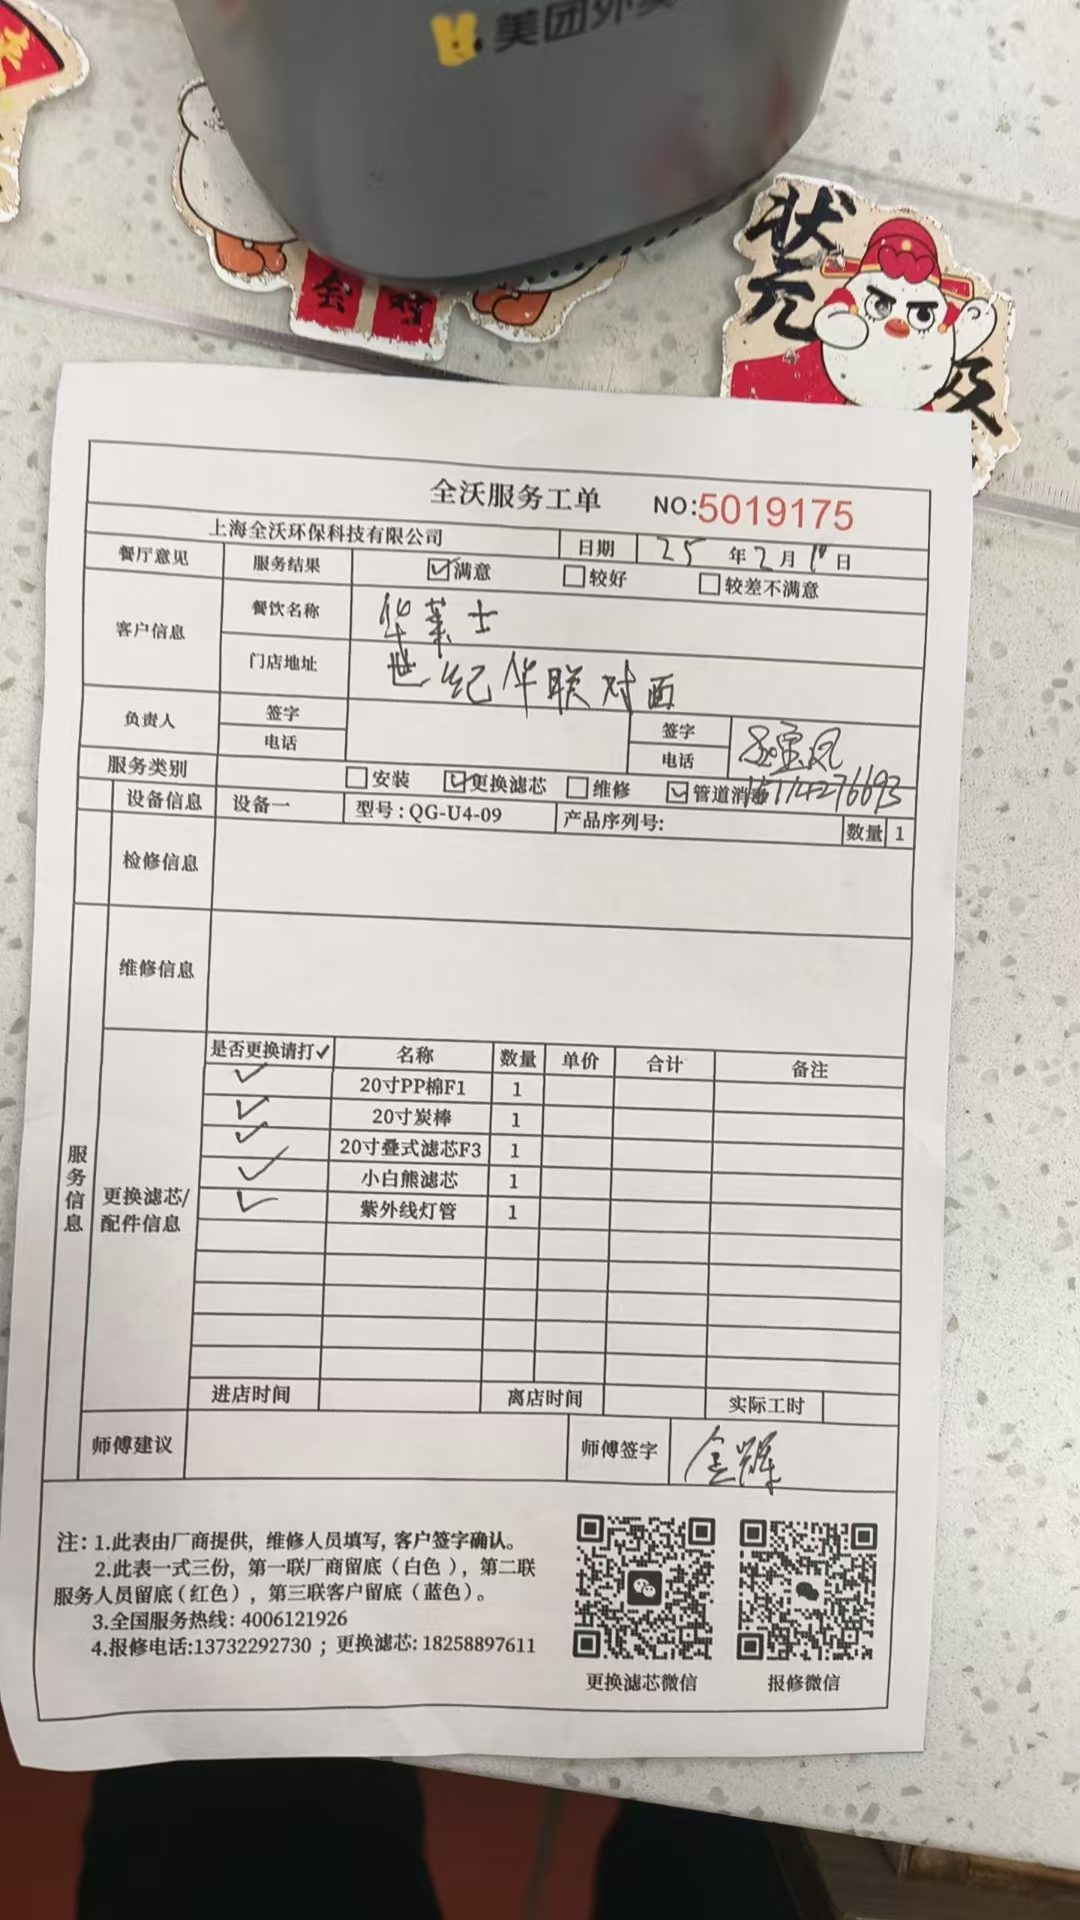 美团外卖
状元
会
全沃服务工单 NO:5019175
上海全沃环保科技有限公司 日期 25 年 2 月 日
餐厅意见 服务结果 ☑满意 □较好 □较差不满意
客户信息 餐饮名称 华莱士
门店地址 世纪华联对面
负责人 签字 签字
电话 电话
服务类别 □安装 ☑更换滤芯 □维修 ☑管道消毒
设备信息 设备一 型号：QG-U4-09 产品序列号: 数量 1
检修信息
维修信息
服务信息
更换滤芯/
配件信息
是否更换请打✓ 名称 数量 单价 合计 备注
✓ 20寸PP棉F1 1
✓ 20寸炭棒 1
✓ 20寸叠式滤芯F3 1
✓ 小白熊滤芯 1
✓ 紫外线灯管 1
进店时间 离店时间 实际工时
师傅建议 师傅签字 金辉
注：1.此表由厂商提供，维修人员填写，客户签字确认。
2.此表一式三份，第一联厂商留底（白色），第二联
服务人员留底（红色），第三联客户留底（蓝色）。
3.全国服务热线：4006121926
4.报修电话:13732292730 ；更换滤芯: 18258897611
更换滤芯微信 报修微信